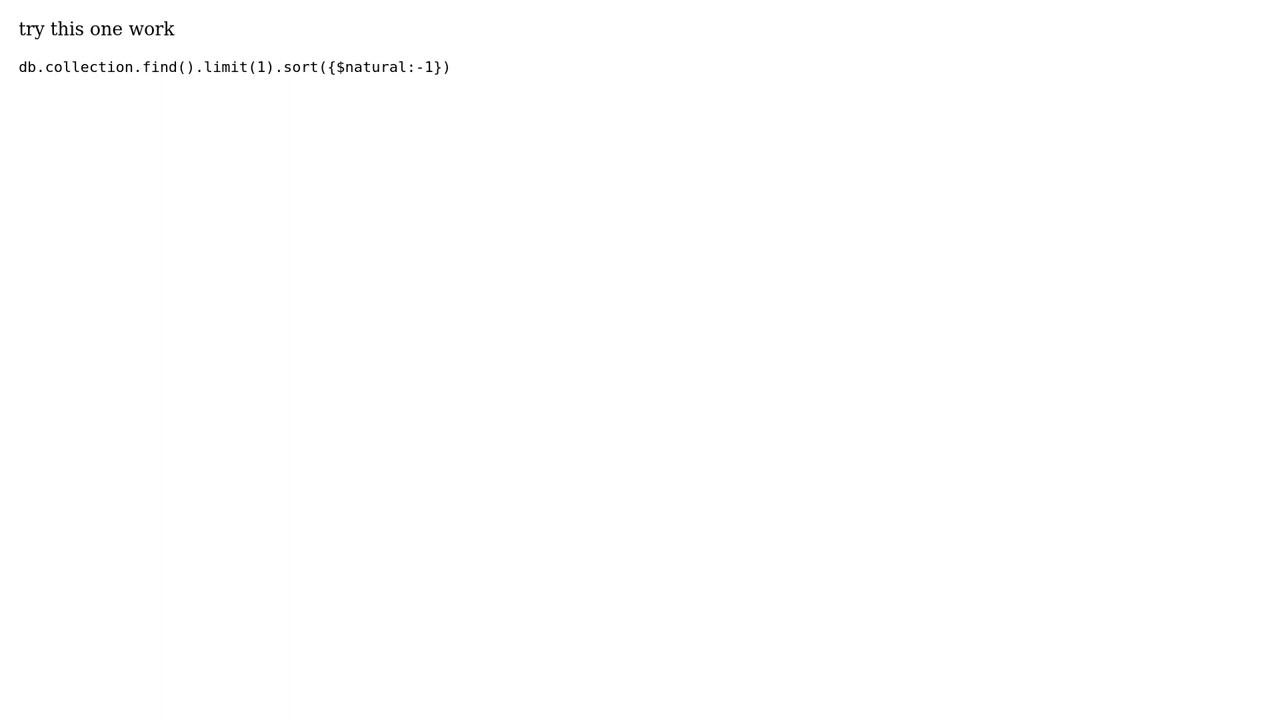 try this one work
db.collection.find().limit(1).sort({$natural:-1})